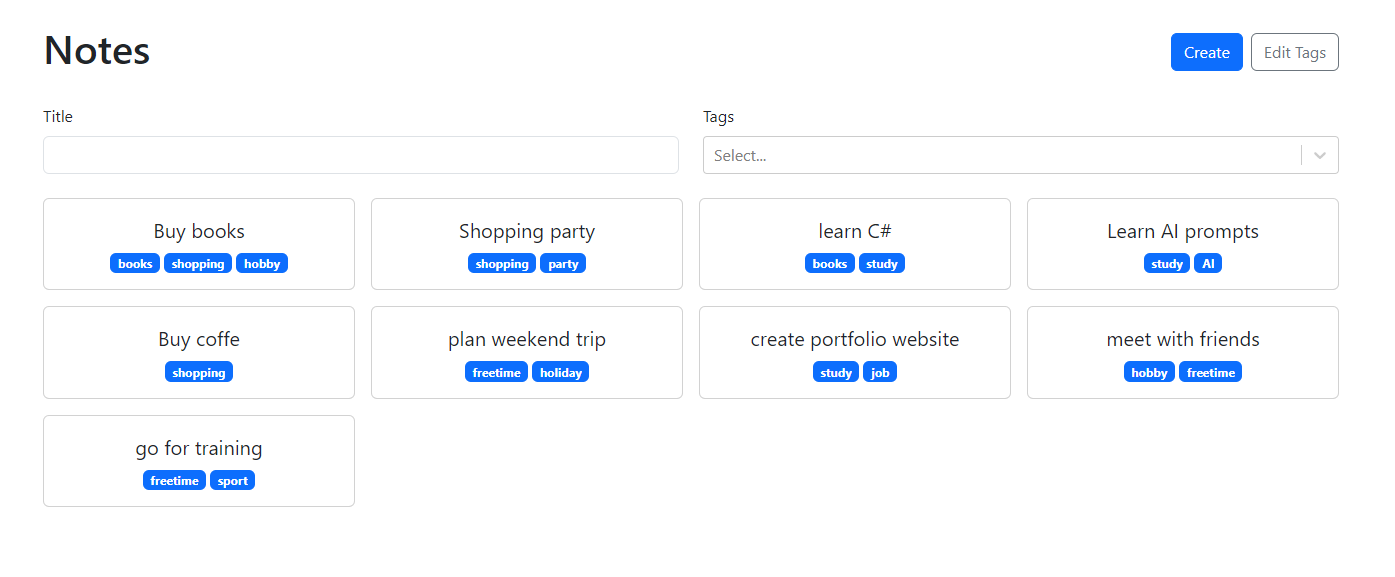 Notes
Create Edit Tags
Title
Tags
Select...
Buy books
books shopping hobby
Shopping party
shopping party
learn C#
books study
Learn AI prompts
study AI
Buy coffe
shopping
plan weekend trip
freetime holiday
create portfolio website
study job
meet with friends
hobby freetime
go for training
freetime sport